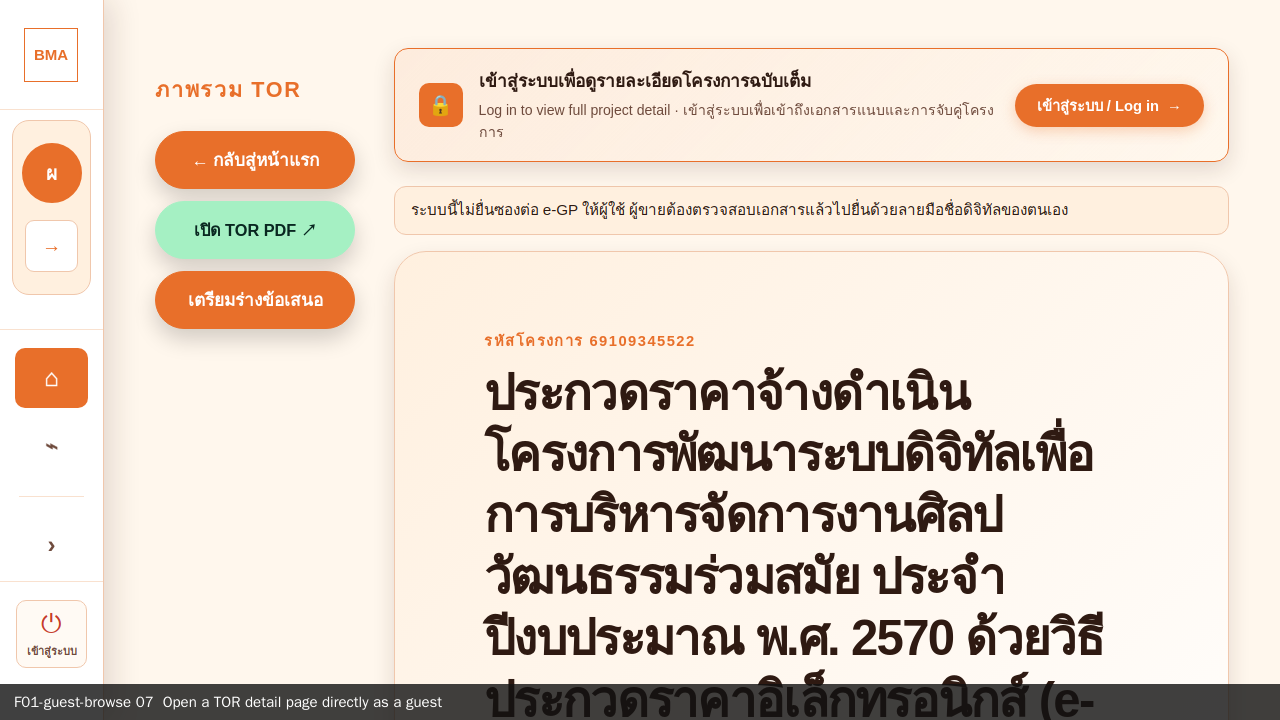 BMA
ผ
→
›
เข้าสู่ระบบ
ภาพรวม TOR
← กลับสู่หน้าแรก
เปิด TOR PDF ↗
เตรียมร่างข้อเสนอ
เข้าสู่ระบบเพื่อดูรายละเอียดโครงการฉบับเต็ม
Log in to view full project detail · เข้าสู่ระบบเพื่อเข้าถึงเอกสารแนบและการจับคู่โครง
การ
เข้าสู่ระบบ / Log in →
ระบบนี้ไม่ยื่นซองต่อ e-GP ให้ผู้ใช้ ผู้ขายต้องตรวจสอบเอกสารแล้วไปยื่นด้วยลายมือชื่อดิจิทัลของตนเอง
รหัสโครงการ 69109345522
ประกวดราคาจ้างดำเนิน
โครงการพัฒนาระบบดิจิทัลเพื่อ
การบริหารจัดการงานศิลป
วัฒนธรรมร่วมสมัย ประจำ
ปีงบประมาณ พ.ศ. 2570 ด้วยวิธี
ประกวดราคาอิเล็กทรอนิกส์ (e-
F01-guest-browse 07 Open a TOR detail page directly as a guest